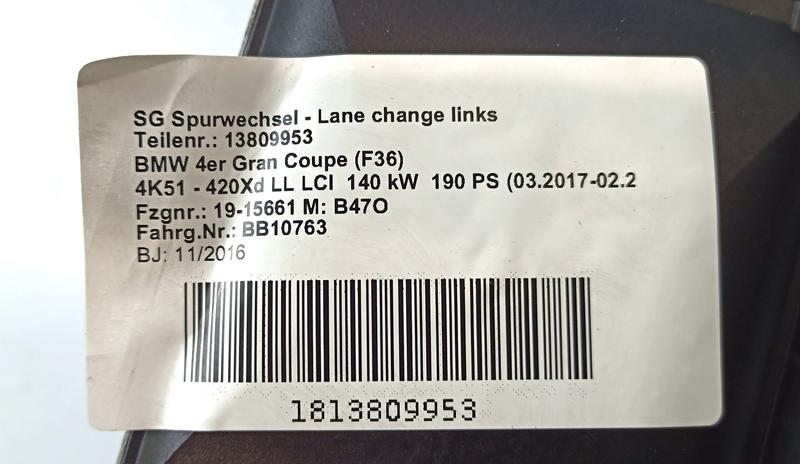 SG Spurwechsel - Lane change links
Teilenr.: 13809953
BMW 4er Gran Coupe (F36)
4K51 - 420Xd LL LCI 140 kW 190 PS (03.2017-02.2
Fzgnr.: 19-15661 M: B47O
Fahrg.Nr.: BB10763
BJ: 11/2016
1813809953